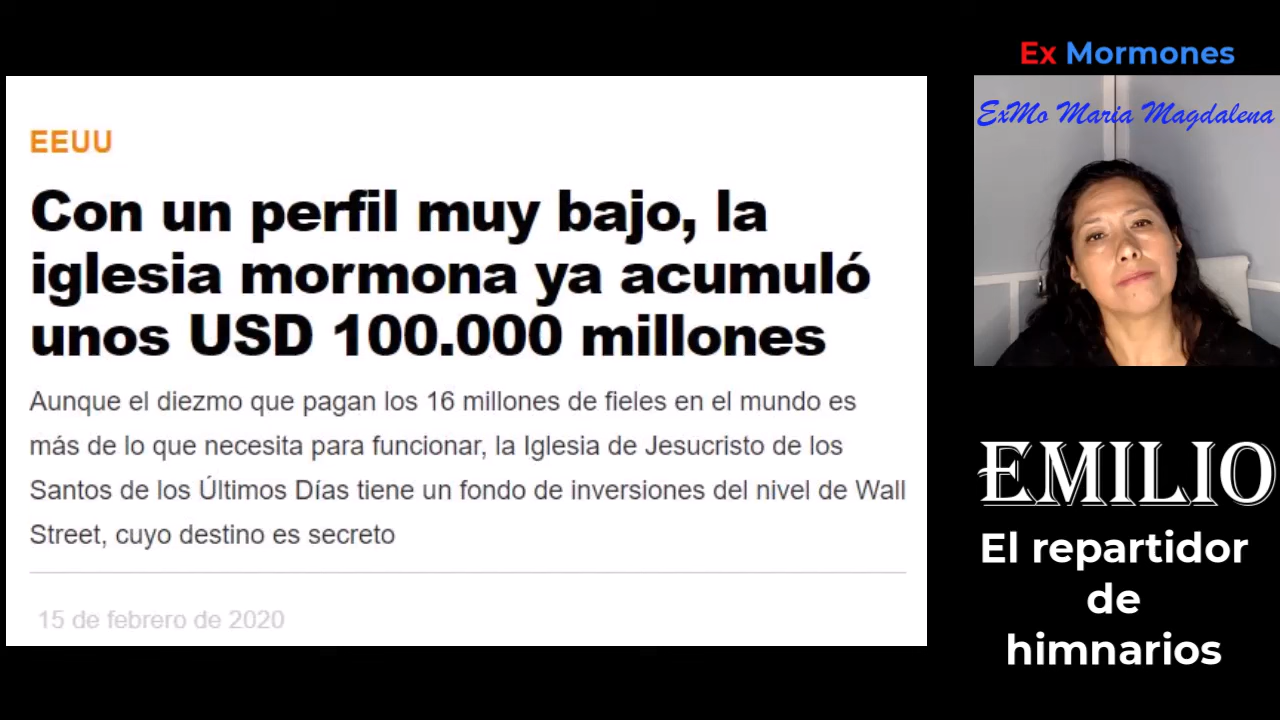 EEUU
Con un perfil muy bajo, la
iglesia mormona ya acumuló
unos USD 100.000 millones
Aunque el diezmo que pagan los 16 millones de fieles en el mundo es
más de lo que necesita para funcionar, la Iglesia de Jesucristo de los
Santos de los Últimos Días tiene un fondo de inversiones del nivel de Wall
Street, cuyo destino es secreto
15 de febrero de 2020
Ex Mormones
ExMo Maria Magdalena
EMILIO
El repartidor
de
himnarios